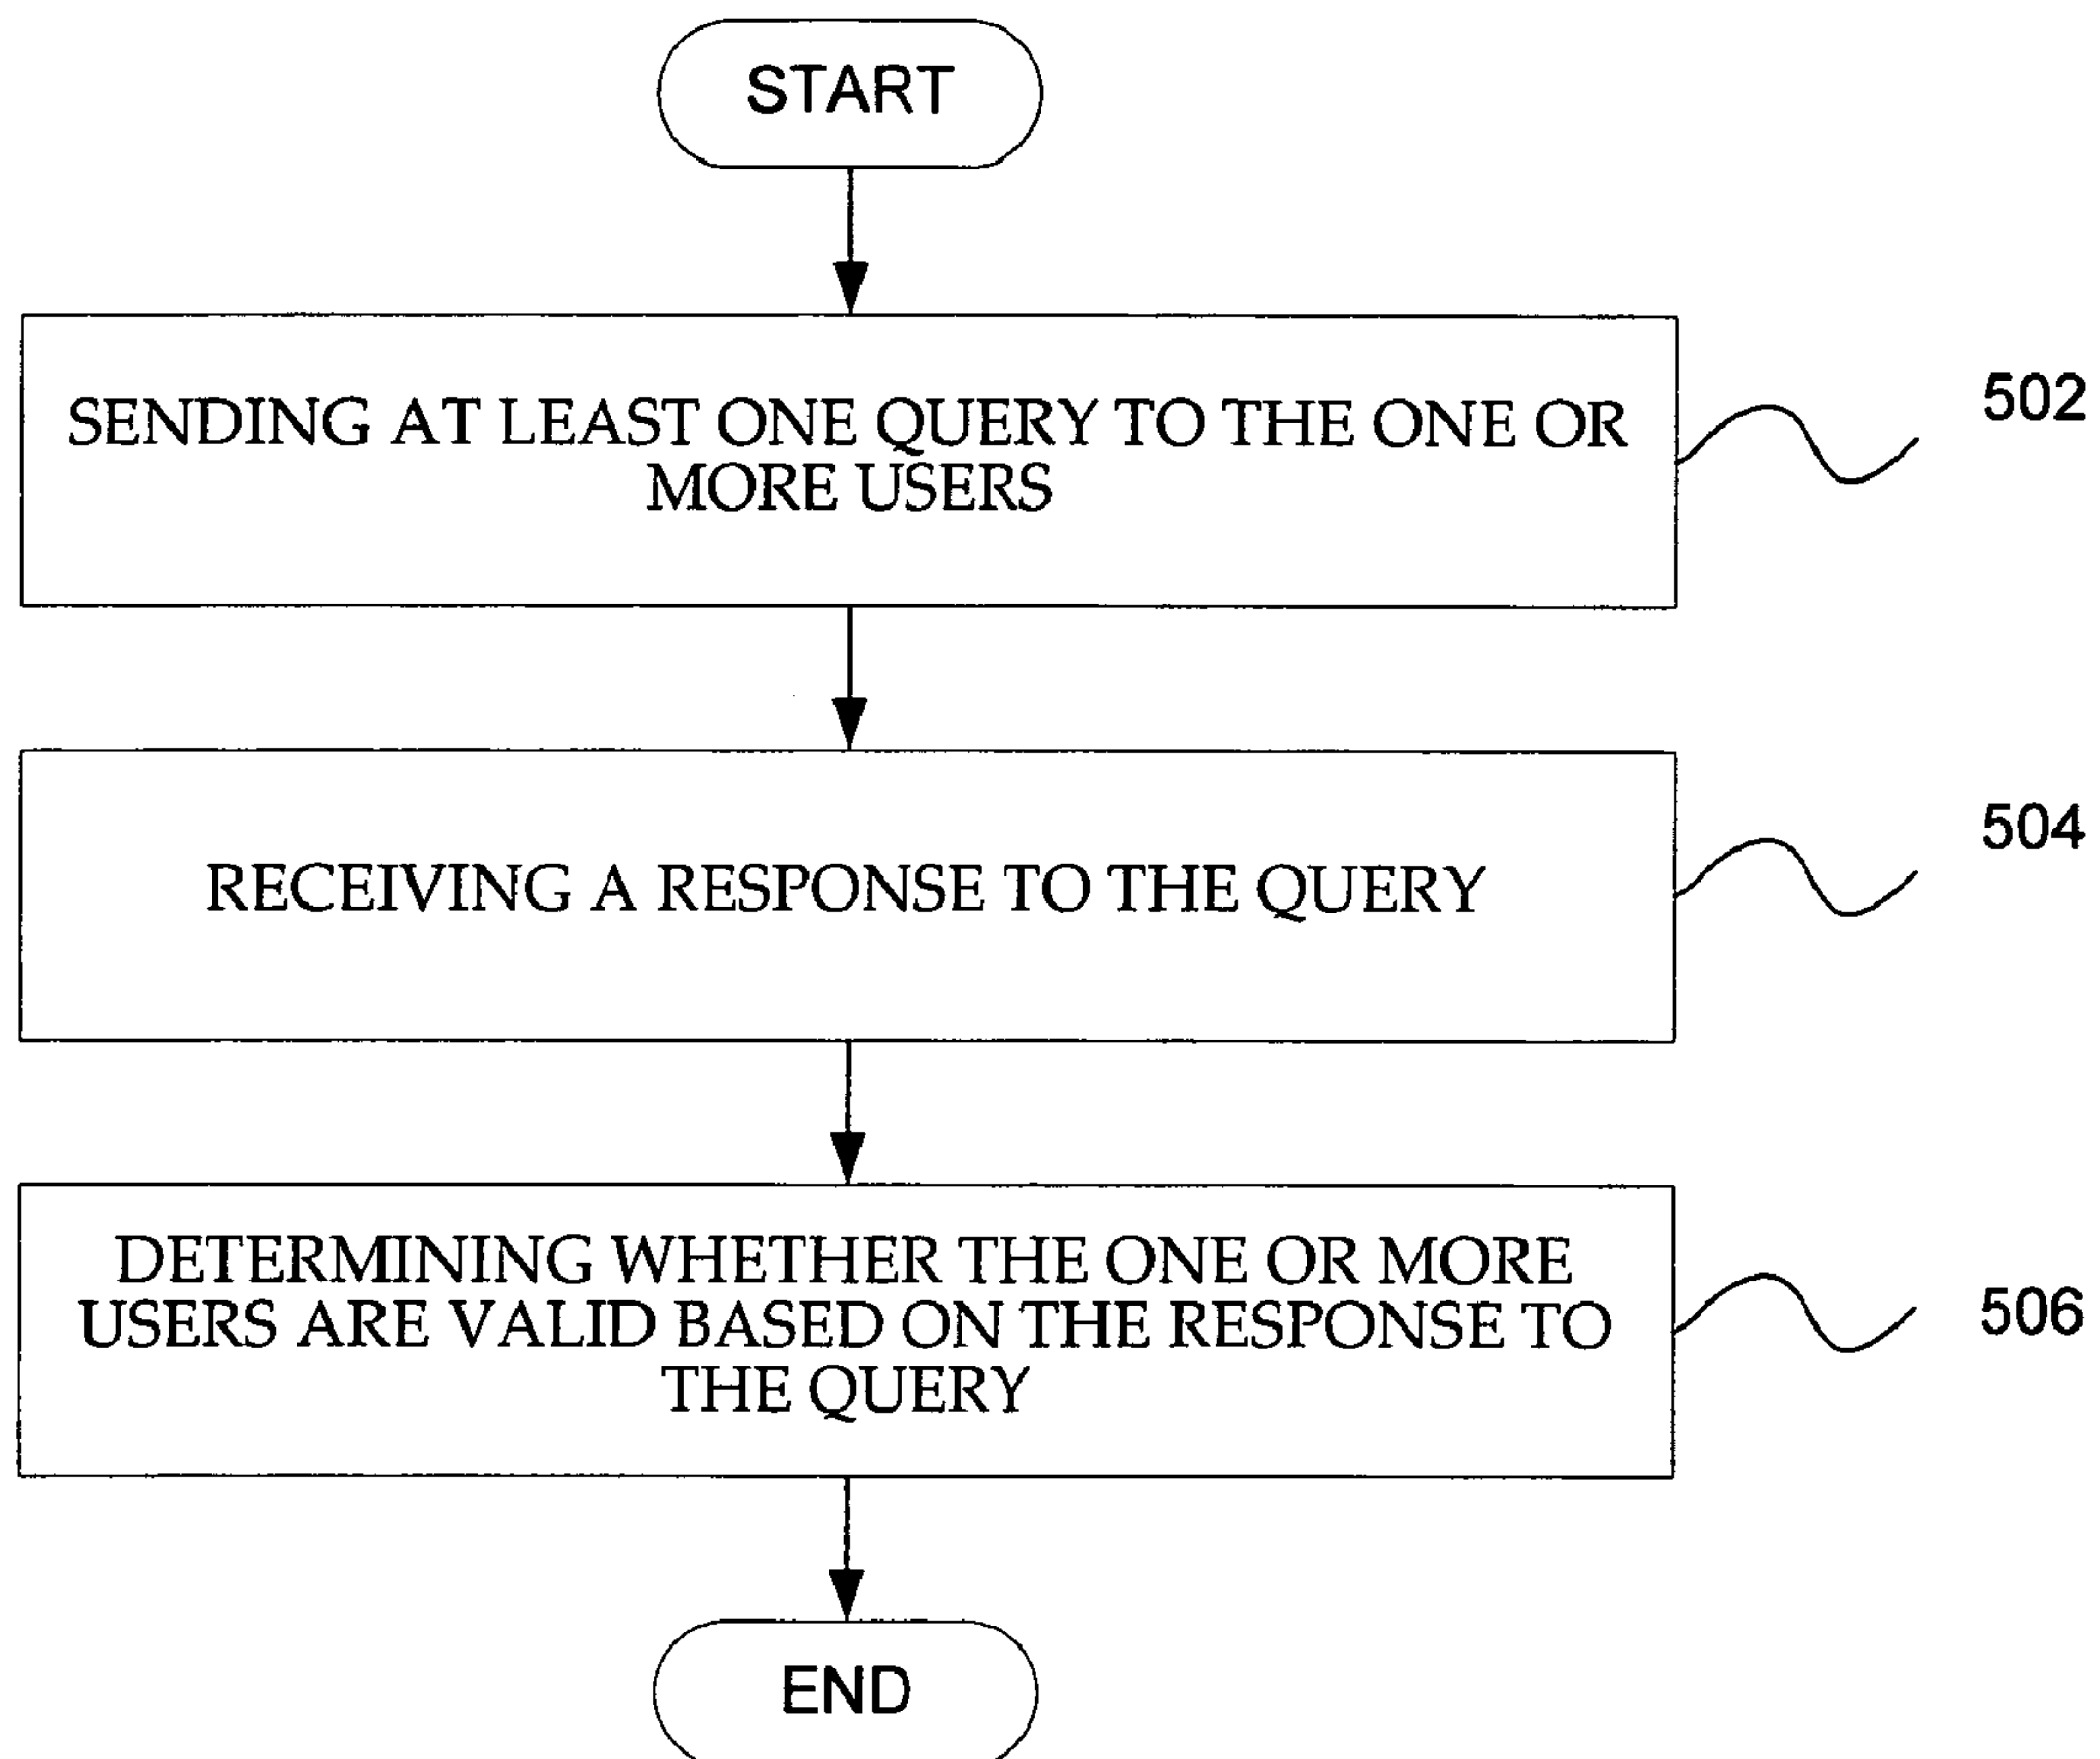 START
SENDING AT LEAST ONE QUERY TO THE ONE OR
MORE USERS
502
RECEIVING A RESPONSE TO THE QUERY
504
DETERMINING WHETHER THE ONE OR MORE
USERS ARE VALID BASED ON THE RESPONSE TO
THE QUERY
506
END